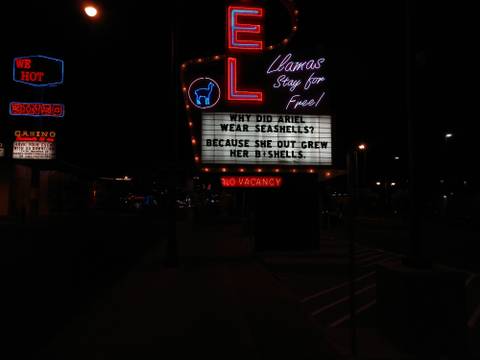 E
L
Llamas
Stay for
Free!
WHY DID ARIEL
WEAR SEASHELLS?
BECAUSE SHE OUT GREW
HER B-SHELLS.
NO VACANCY
WE
HOT
CASINO